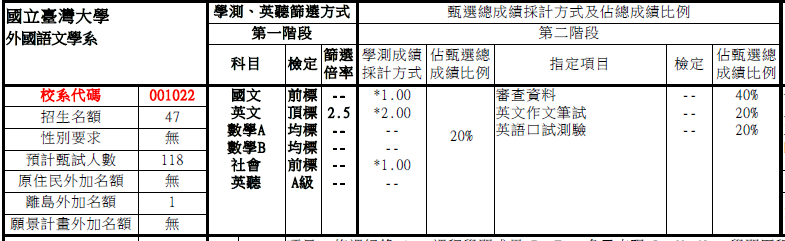 國立臺灣大學
外國語文學系
學測、英聽篩選方式
甄選總成績採計方式及佔總成績比例
第一階段
第二階段
科目 檢定 篩選倍率 學測成績採計方式 佔甄選總成績比例 指定項目 檢定 佔甄選總成績比例
校系代碼 001022
招生名額 47
性別要求 無
預計甄試人數 118
原住民外加名額 無
離島外加名額 1
願景計畫外加名額 無
國文 前標 -- *1.00
英文 頂標 2.5 *2.00
數學A 均標 -- --
數學B 均標 -- --
社會 前標 -- *1.00
英聽 A級 -- --
20%
審查資料 -- 40%
英文作文筆試 -- 20%
英語口試測驗 -- 20%